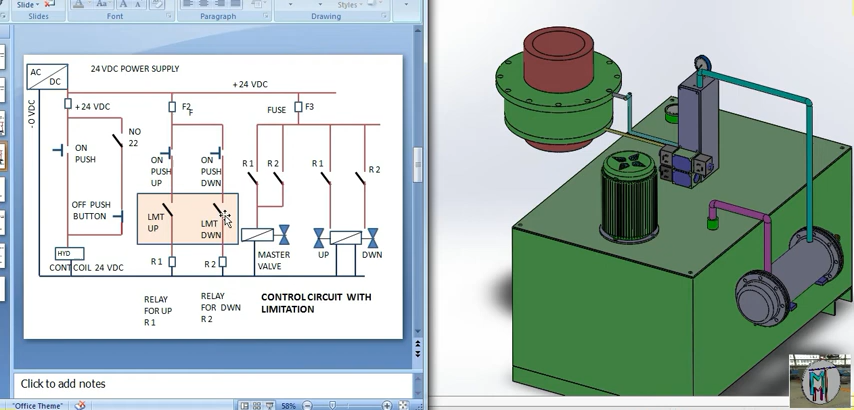 Slide
Styles
Slides
Font
Paragraph
Drawing
AC
DC
24 VDC POWER SUPPLY
+24 VDC
- 0 VDC
+ 24 VDC
F2
F
FUSE
F3
NO
22
ON
PUSH
ON
PUSH
UP
ON
PUSH
DWN
R 1
R 2
R 1
R 2
OFF PUSH
BUTTON
LMT
UP
LMT
DWN
HYD
CONT COIL 24 VDC
R 1
R 2
MASTER
VALVE
UP
DWN
RELAY
FOR UP
R 1
RELAY
FOR DWN
R 2
CONTROL CIRCUIT WITH
LIMITATION
Click to add notes
"Office Theme"
58%